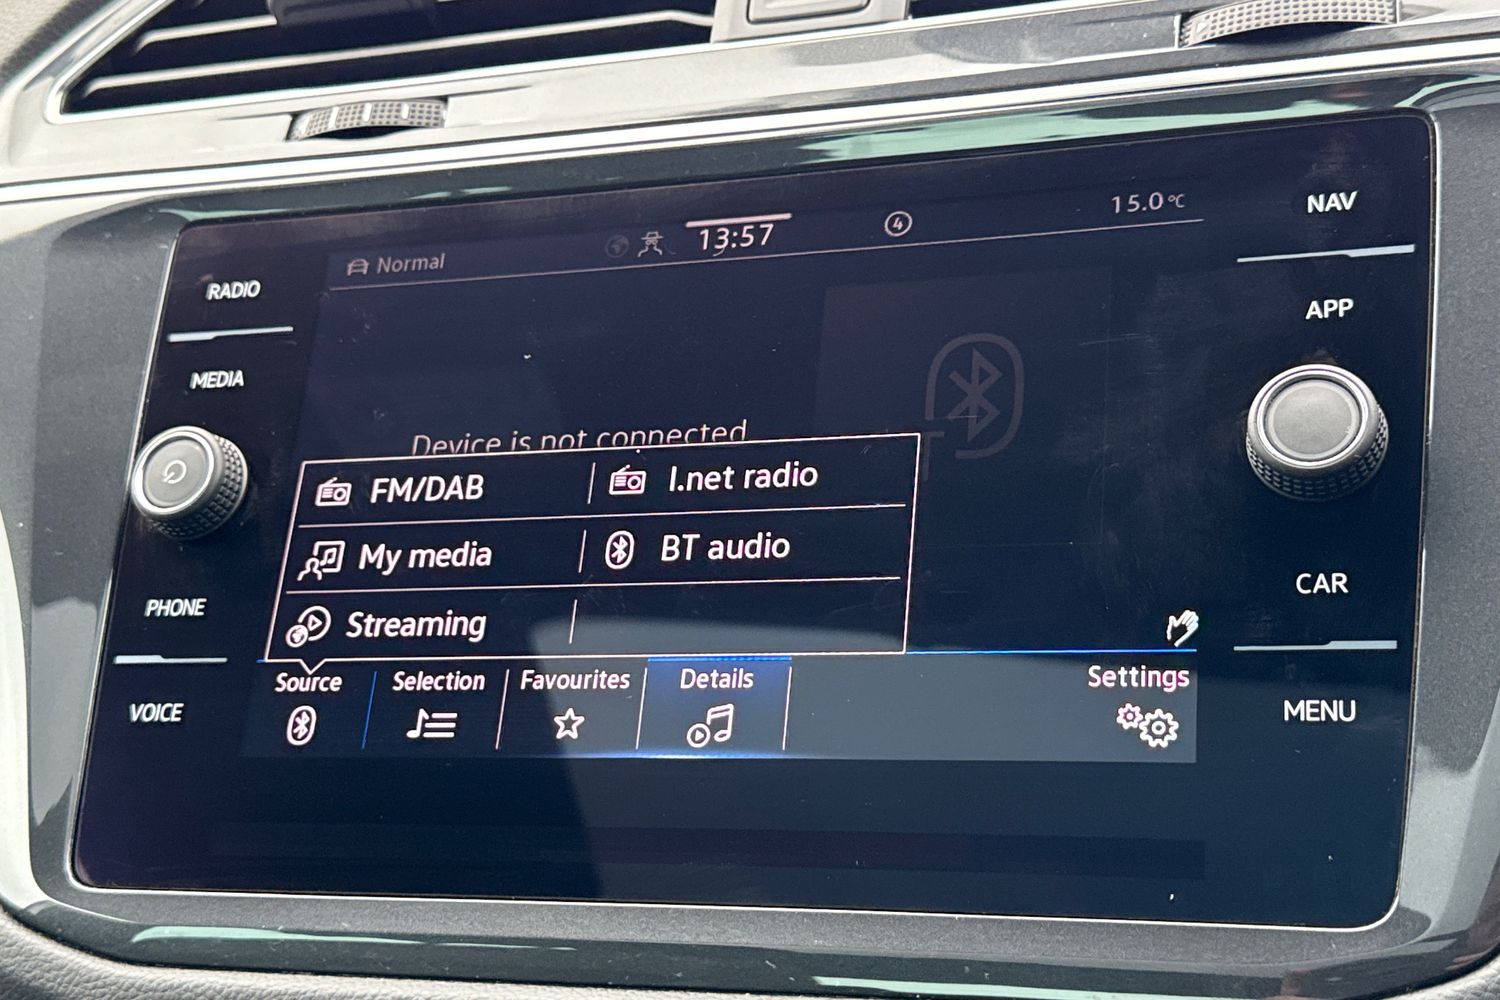 NAV
15.0°C
4
13:57
Normal
RADIO
APP
MEDIA
Device is not connected
FM/DAB
I.net radio
My media
BT audio
CAR
PHONE
Streaming
Source
Selection
Favourites
Details
Settings
VOICE
MENU